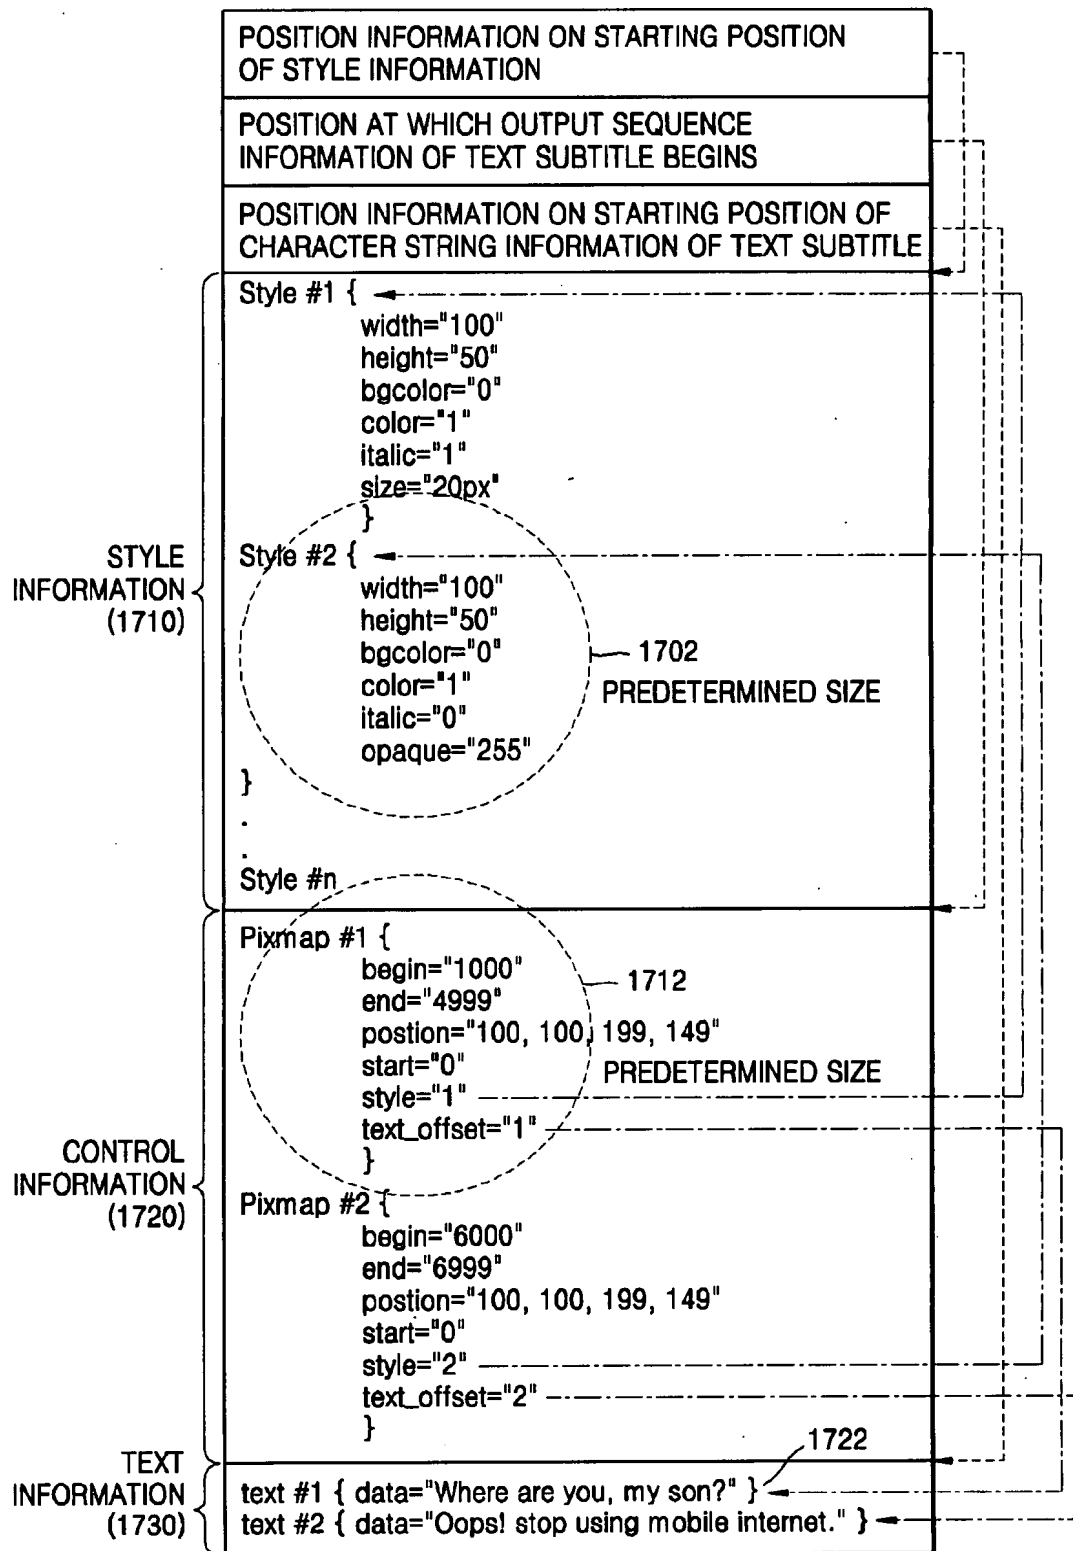 POSITION INFORMATION ON STARTING POSITION
OF STYLE INFORMATION
POSITION AT WHICH OUTPUT SEQUENCE
INFORMATION OF TEXT SUBTITLE BEGINS
POSITION INFORMATION ON STARTING POSITION OF
CHARACTER STRING INFORMATION OF TEXT SUBTITLE
STYLE
INFORMATION
(1710)
Style #1 {
width="100"
height="50"
bgcolor="0"
color="1"
italic="1"
size="20px"
}
Style #2 {
width="100"
height="50"
bgcolor="0"
color="1"
italic="0"
opaque="255"
}
.
.
Style #n
1702
PREDETERMINED SIZE
CONTROL
INFORMATION
(1720)
Pixmap #1 {
begin="1000"
end="4999"
postion="100, 100, 199, 149"
start="0"
style="1"
text_offset="1"
}
1712
PREDETERMINED SIZE
Pixmap #2 {
begin="6000"
end="6999"
postion="100, 100, 199, 149"
start="0"
style="2"
text_offset="2"
}
TEXT
INFORMATION
(1730)
1722
text #1 { data="Where are you, my son?" }
text #2 { data="Oops! stop using mobile internet." }